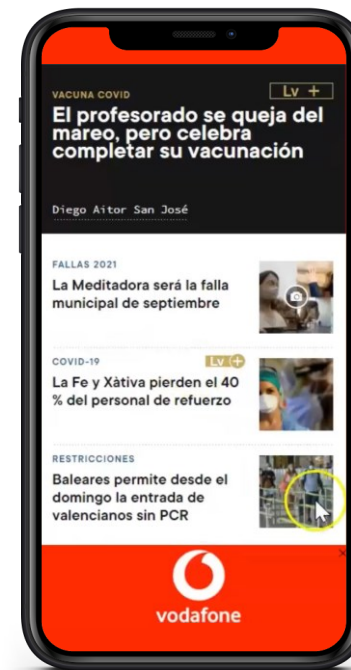 VACUNA COVID
Lv +
El profesorado se queja del
mareo, pero celebra
completar su vacunación
Diego Aitor San José
FALLAS 2021
La Meditadora será la falla
municipal de septiembre
COVID-19
Lv +
La Fe y Xàtiva pierden el 40
% del personal de refuerzo
RESTRICCIONES
Baleares permite desde el
domingo la entrada de
valencianos sin PCR
vodafone